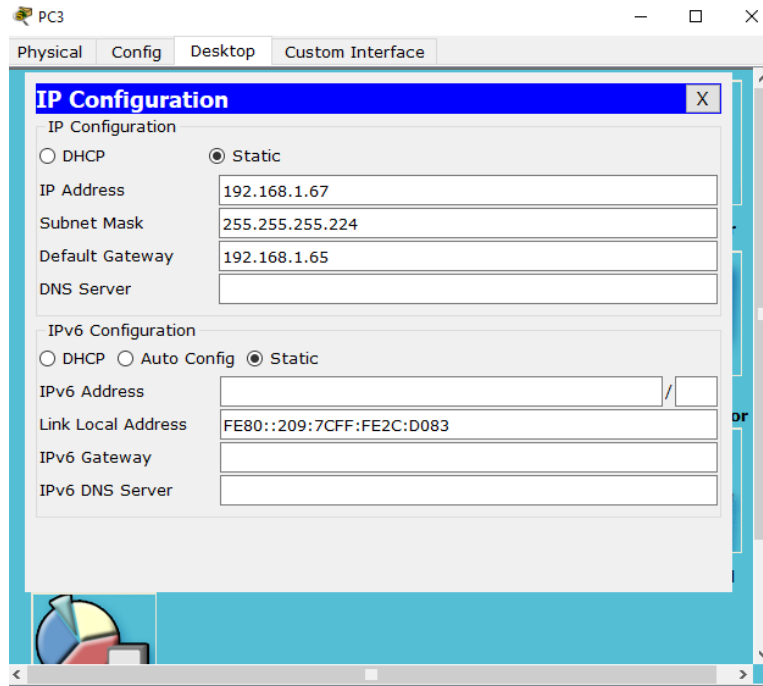 PC3
Physical Config Desktop Custom Interface
IP Configuration X
IP Configuration
DHCP Static
IP Address 192.168.1.67
Subnet Mask 255.255.255.224
Default Gateway 192.168.1.65
DNS Server
IPv6 Configuration
DHCP Auto Config Static
IPv6 Address /
Link Local Address FE80::209:7CFF:FE2C:D083
IPv6 Gateway
IPv6 DNS Server
or